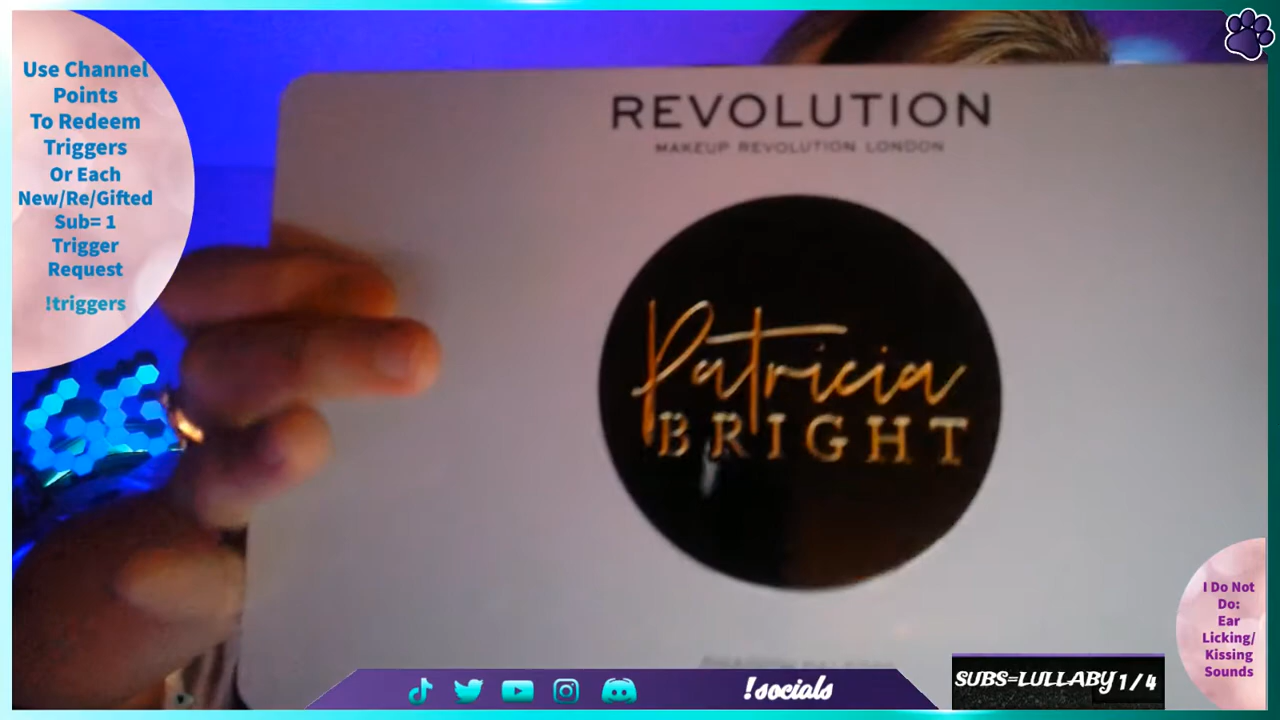 Use Channel
Points
To Redeem
Triggers
Or Each
New/Re/Gifted
Sub= 1
Trigger
Request
!triggers
REVOLUTION
MAKEUP REVOLUTION LONDON
Patricia
BRIGHT
I Do Not
Do:
Ear
Licking/
Kissing
Sounds
!socials
SUBS=LULLABY 1/4